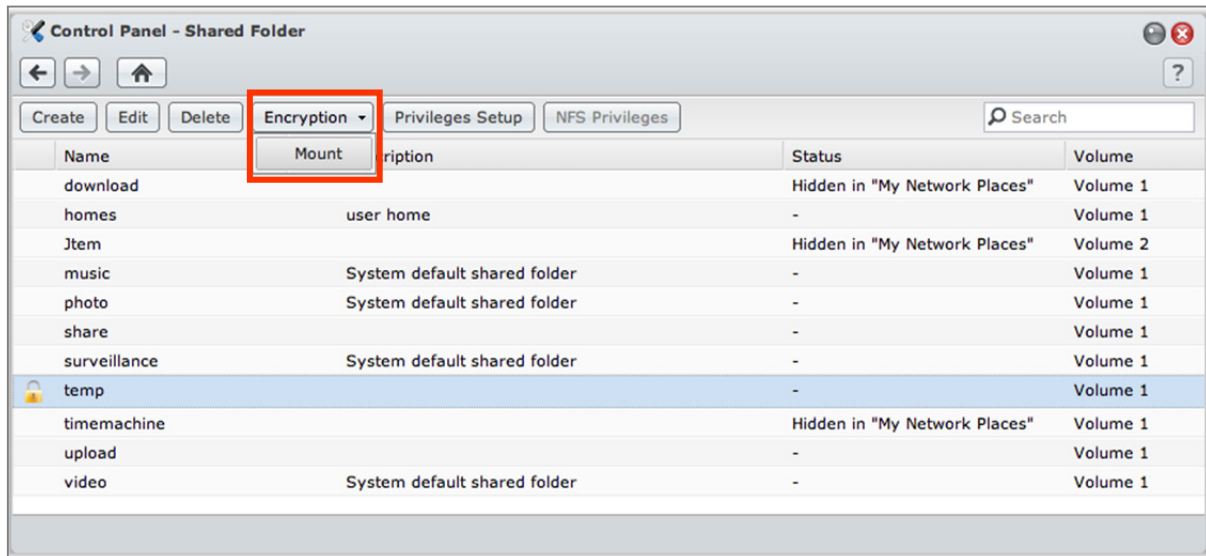 Control Panel - Shared Folder
?
Create Edit Delete Encryption Privileges Setup NFS Privileges Search
Mount
Name ription Status Volume
download Hidden in "My Network Places" Volume 1
homes user home - Volume 1
Jtem Hidden in "My Network Places" Volume 2
music System default shared folder - Volume 1
photo System default shared folder - Volume 1
share - Volume 1
surveillance System default shared folder - Volume 1
temp - Volume 1
timemachine Hidden in "My Network Places" Volume 1
upload - Volume 1
video System default shared folder - Volume 1